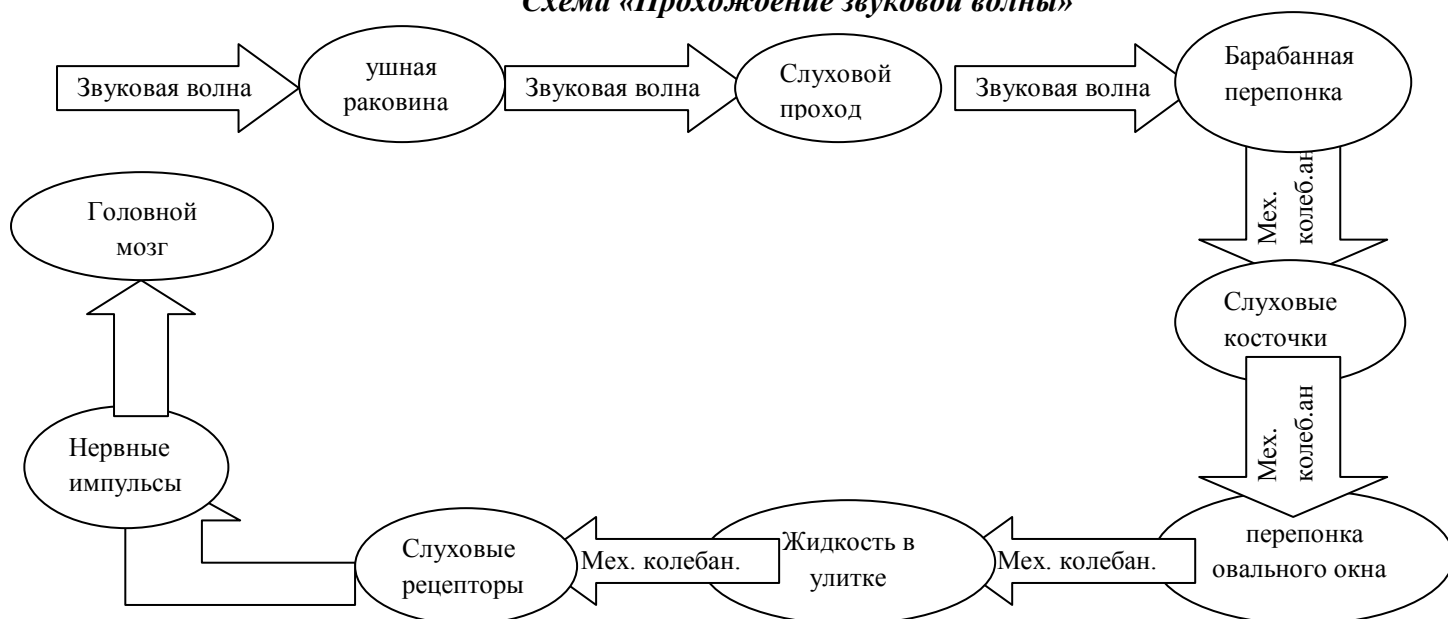 Схема «Прохождение звуковой волны»
Звуковая волна
ушная
раковина
Звуковая волна
Слуховой
проход
Звуковая волна
Барабанная
перепонка
Мех.
колеб.ан
Слуховые
косточки
Мех.
колеб.ан
перепонка
овального окна
Мех. колебан.
Жидкость в
улитке
Мех. колебан.
Слуховые
рецепторы
Нервные
импульсы
Головной
мозг